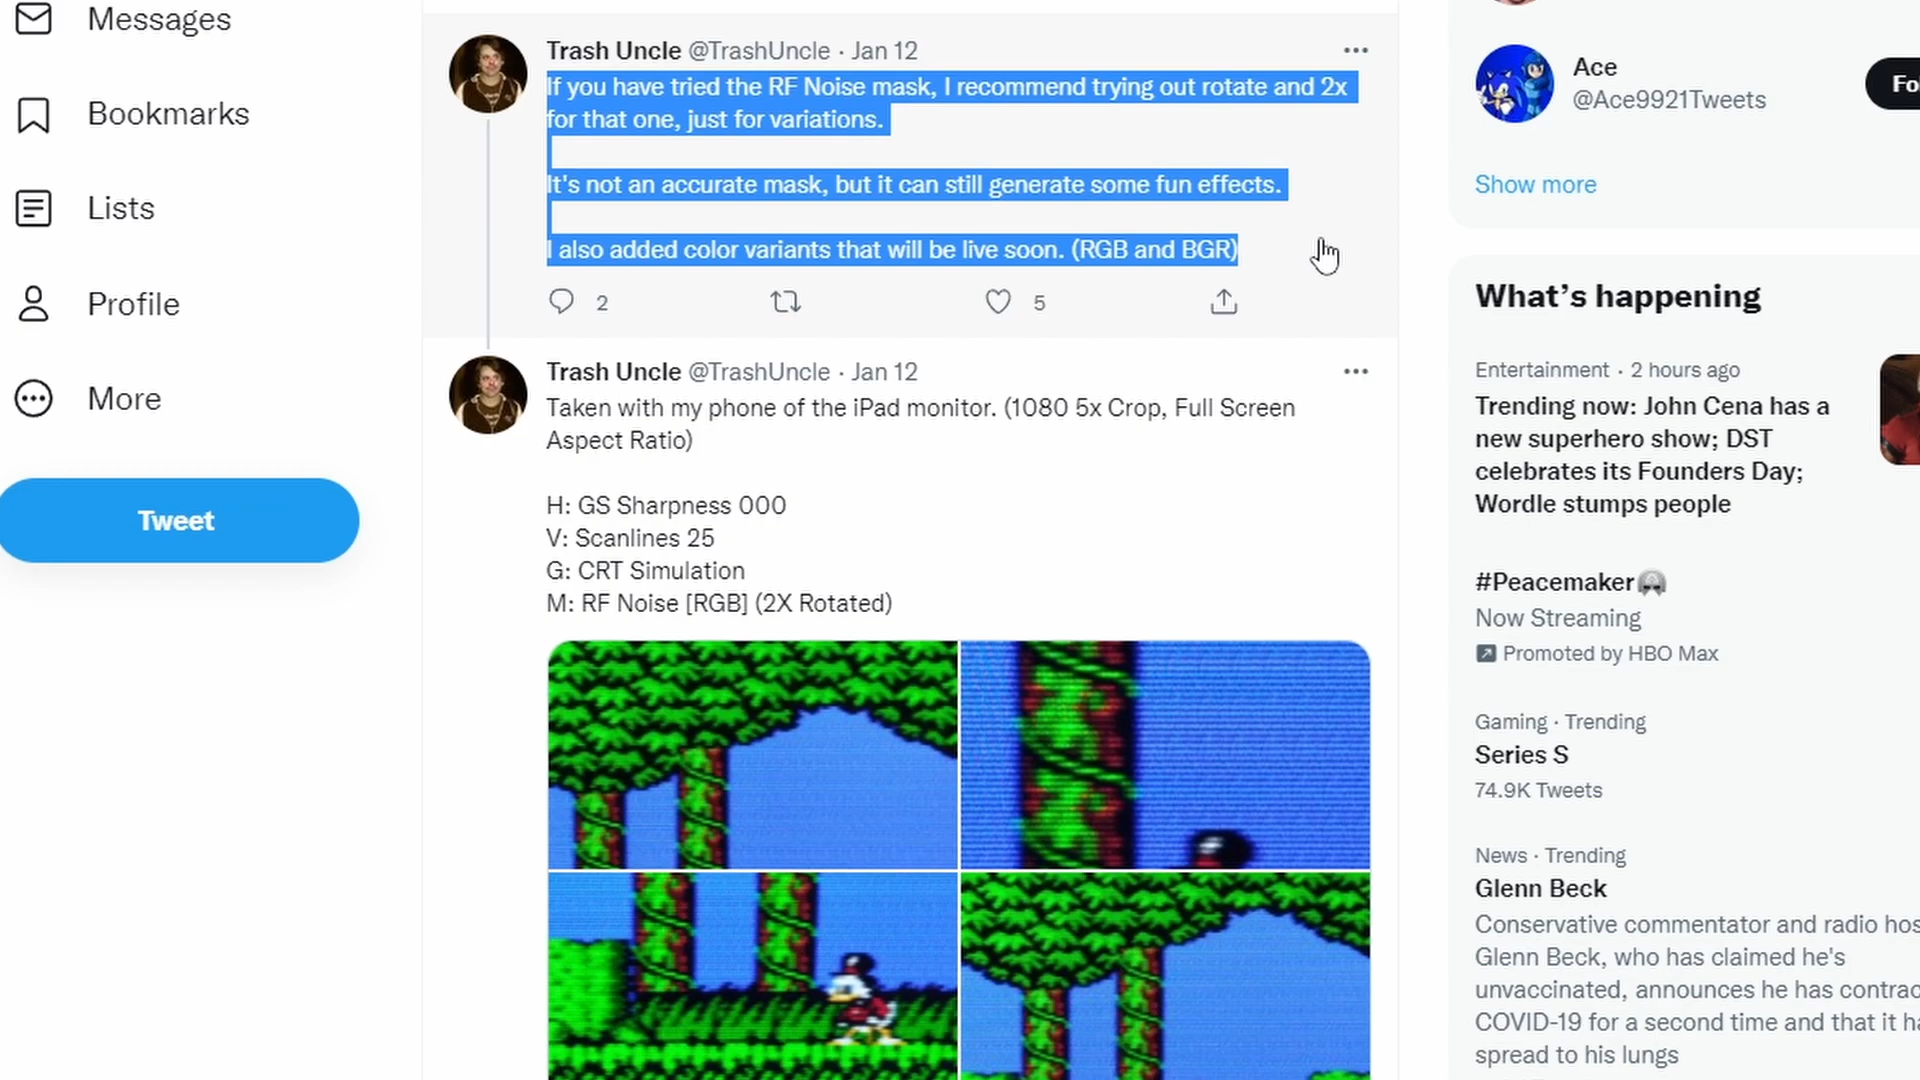 Messages
Bookmarks
Lists
Profile
More
Tweet
Trash Uncle @TrashUncle · Jan 12
If you have tried the RF Noise mask, I recommend trying out rotate and 2x
for that one, just for variations.
It's not an accurate mask, but it can still generate some fun effects.
I also added color variants that will be live soon. (RGB and BGR)
2
5
Trash Uncle @TrashUncle · Jan 12
Taken with my phone of the iPad monitor. (1080 5x Crop, Full Screen
Aspect Ratio)
H: GS Sharpness 000
V: Scanlines 25
G: CRT Simulation
M: RF Noise [RGB] (2X Rotated)
Ace
@Ace9921Tweets
Show more
What's happening
Entertainment · 2 hours ago
Trending now: John Cena has a
new superhero show; DST
celebrates its Founders Day;
Wordle stumps people
#Peacemaker
Now Streaming
Promoted by HBO Max
Gaming · Trending
Series S
74.9K Tweets
News · Trending
Glenn Beck
Conservative commentator and radio
Glenn Beck, who has claimed he's
unvaccinated, announces he has
COVID-19 for a second time and that it
spread to his lungs